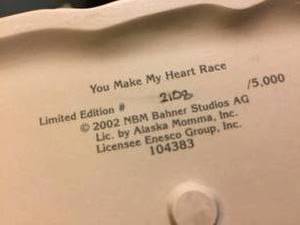 You Make My Heart Race
Limited Edition # 2108 /5,000
© 2002 NBM Bahner Studios AG
Lic. by Alaska Momma, Inc.
Licensee Enesco Group, Inc.
104383